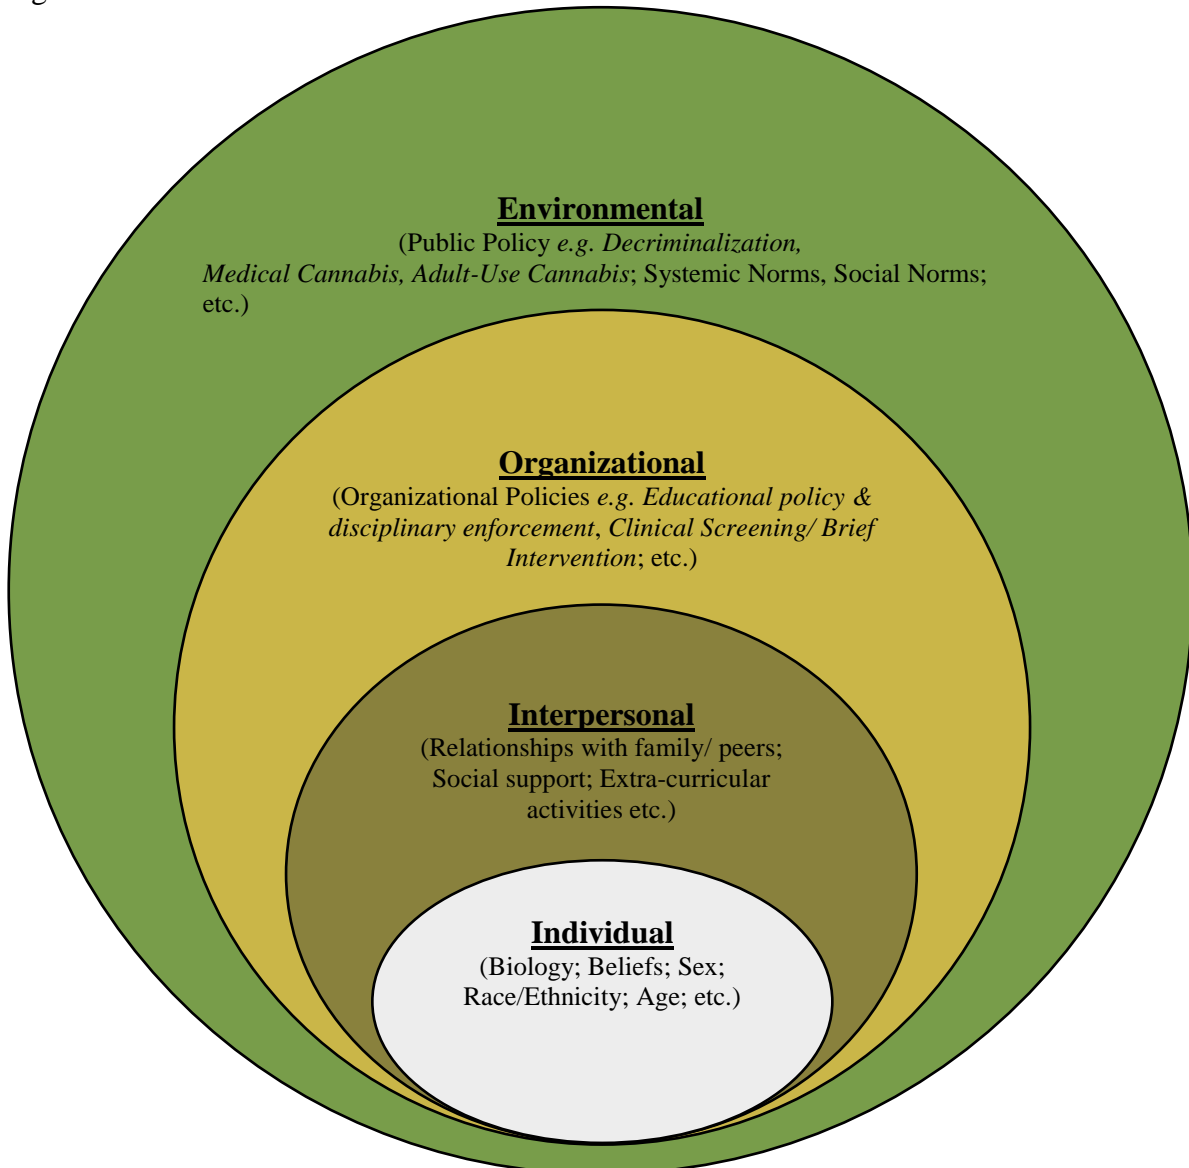 Environmental
(Public Policy e.g. Decriminalization,
Medical Cannabis, Adult-Use Cannabis; Systemic Norms, Social Norms;
etc.)
Organizational
(Organizational Policies e.g. Educational policy &
disciplinary enforcement, Clinical Screening/ Brief
Intervention; etc.)
Interpersonal
(Relationships with family/ peers;
Social support; Extra-curricular
activities etc.)
Individual
(Biology; Beliefs; Sex;
Race/Ethnicity; Age; etc.)